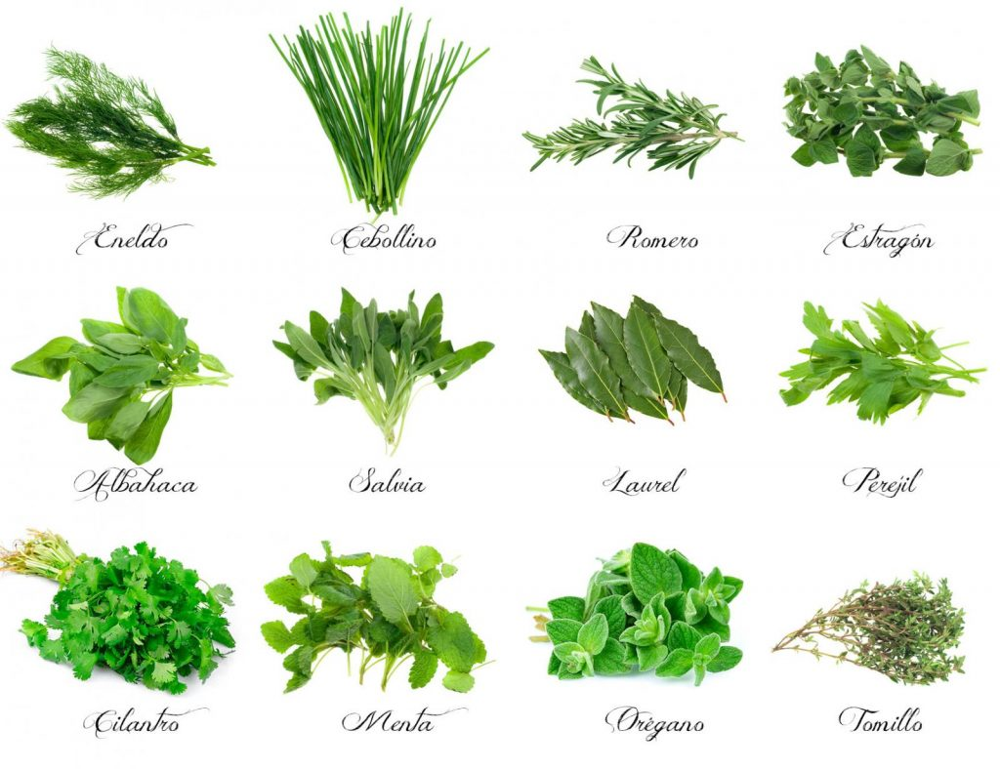 Eneldo
Cebollino
Romero
Estragón
Albahaca
Salvia
Laurel
Perejil
Cilantro
Menta
Orégano
Tomillo